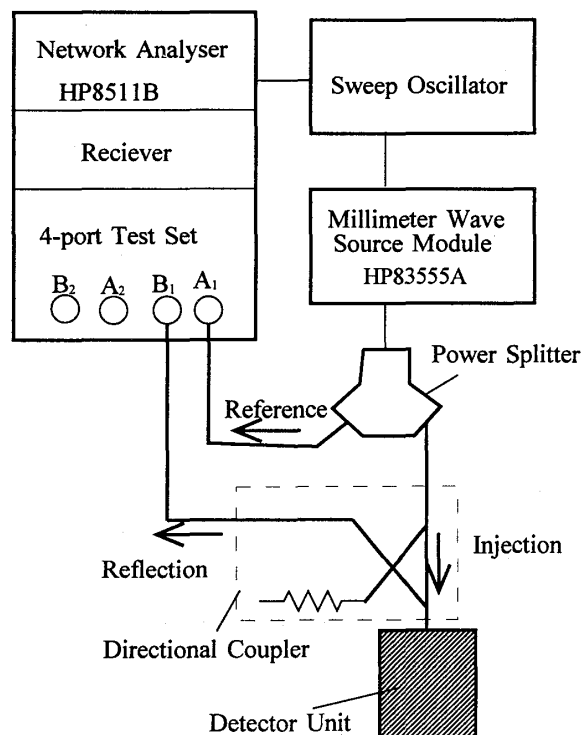 Network Analyser
HP8511B
Sweep Oscillator
Reciever
4-port Test Set
Millimeter Wave
Source Module
HP83555A
B₂ A₂ B₁ A₁
Power Splitter
Reference
Injection
Reflection
Directional Coupler
Detector Unit